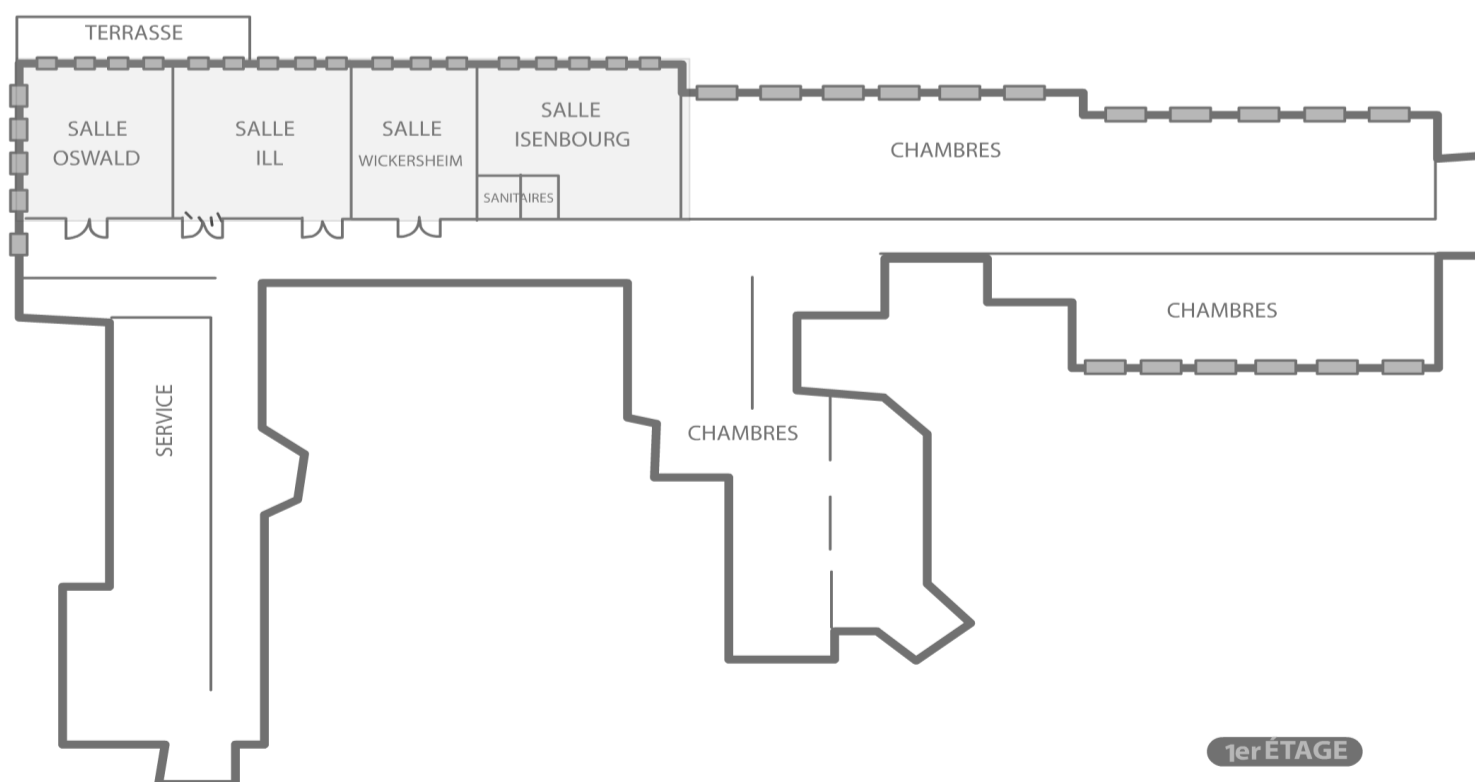 TERRASSE
SALLE
OSWALD
SALLE
ILL
SALLE
WICKERSHEIM
SALLE
ISENBOURG
SANITAIRES
CHAMBRES
CHAMBRES
SERVICE
CHAMBRES
1er ÉTAGE